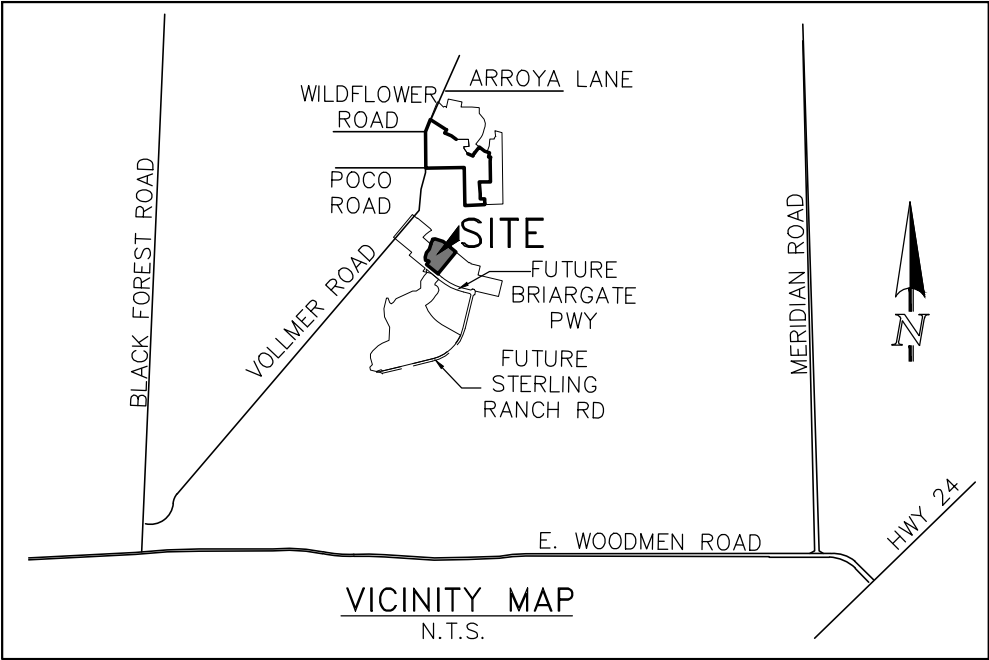 ARROYA LANE
WILDFLOWER
ROAD
POCO
ROAD
BLACK FOREST ROAD
VOLLMER ROAD
SITE
FUTURE
BRIARGATE
PWY
FUTURE
STERLING
RANCH RD
MERIDIAN ROAD
N
HWY 24
E. WOODMEN ROAD
VICINITY MAP
N.T.S.